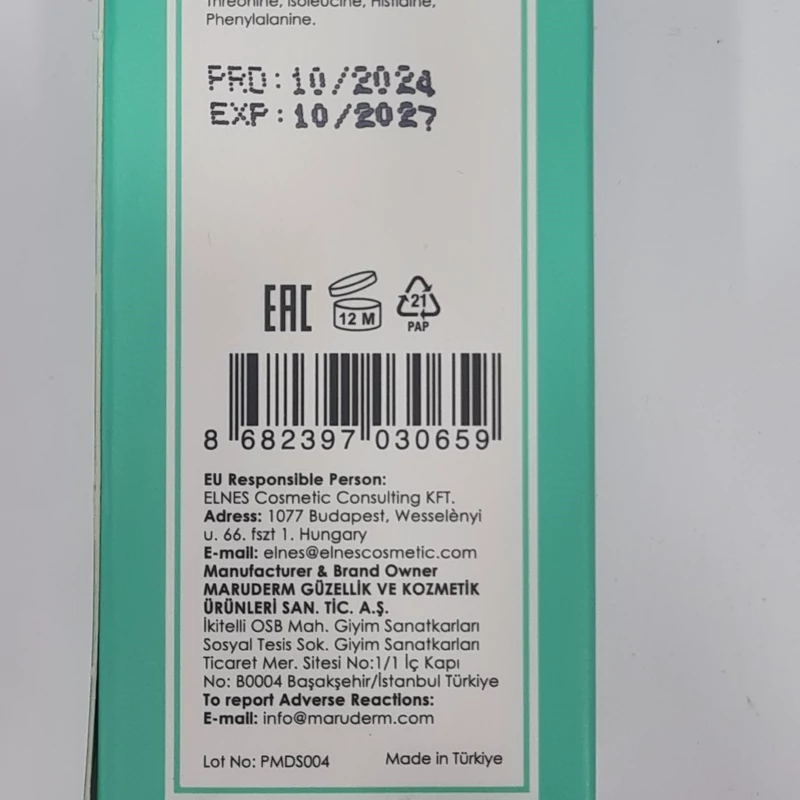 Threonine, Isoleucine, Histidine,
Phenylalanine.
PRD: 10/2024
EXP: 10/2027
EAC
12 M
21
PAP
8 682397 030659
EU Responsible Person:
ELNES Cosmetic Consulting KFT.
Adress: 1077 Budapest, Wesselènyi
u. 66. fszt 1. Hungary
E-mail: elnes@elnescosmetic.com
Manufacturer & Brand Owner
MARUDERM GÜZELLİK VE KOZMETİK
ÜRÜNLERİ SAN. TİC. A.Ş.
İkitelli OSB Mah. Giyim Sanatkarları
Sosyal Tesis Sok. Giyim Sanatkarları
Ticaret Mer. Sitesi No:1/1 İç Kapı
No: B0004 Başakşehir/İstanbul Türkiye
To report Adverse Reactions:
E-mail: info@maruderm.com
Lot No: PMDS004 Made in Türkiye